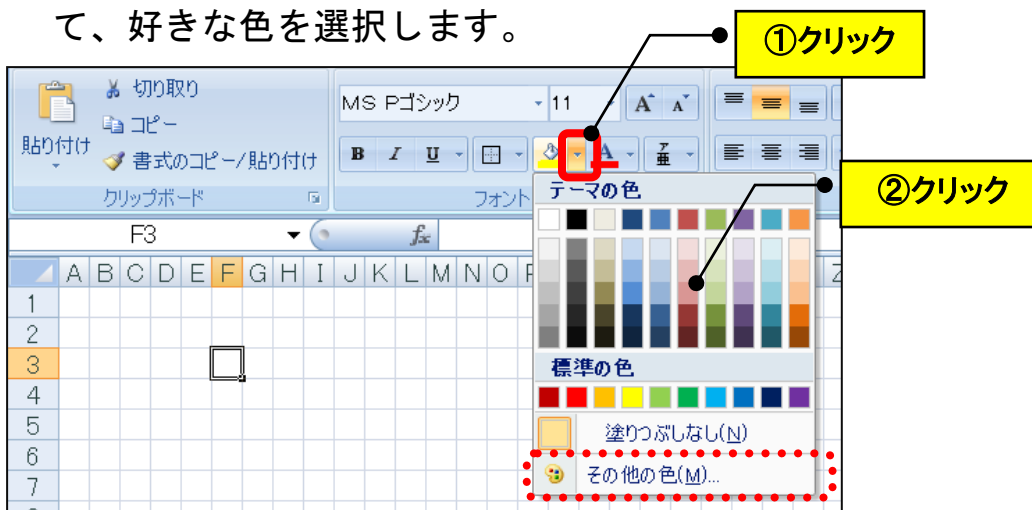 て、好きな色を選択します。
①クリック
切り取り
コピー
書式のコピー/貼り付け
貼り付け
クリップボード
MS Pゴシック
11
A A
B I U
A
ア亜
フォント
②クリック
テーマの色
F3
fx
A B C D E F G H I J K L M N O
1
2
3
4
5
6
7
標準の色
塗りつぶしなし(N)
その他の色(M)...